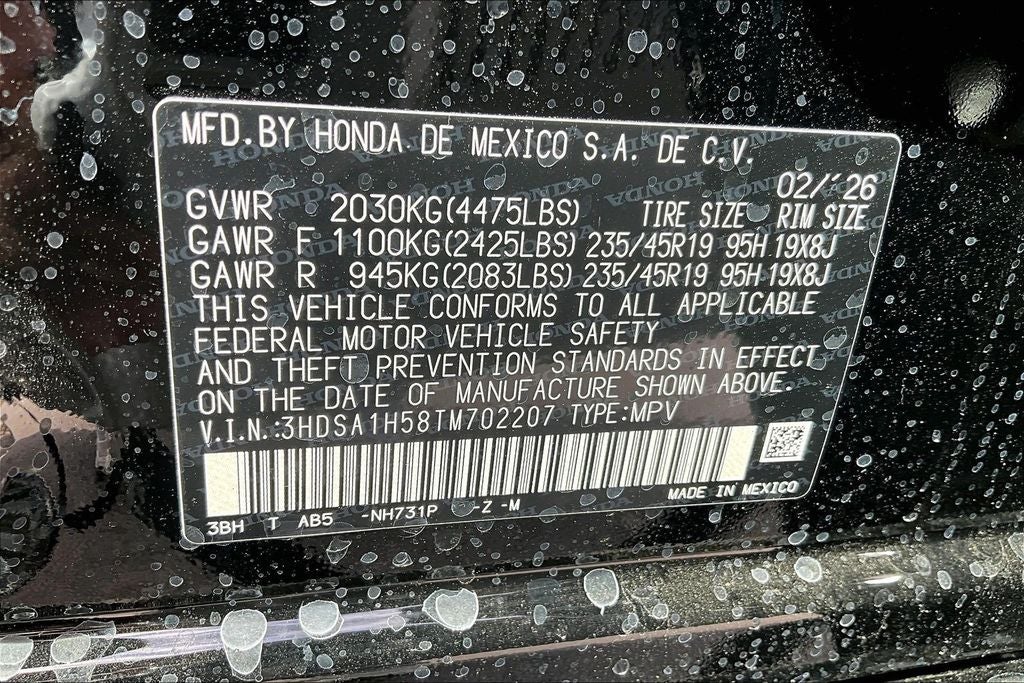 MFD.BY HONDA DE MEXICO S.A. DE C.V.
02/'26
GVWR 2030KG(4475LBS) TIRE SIZE RIM SIZE
GAWR F 1100KG(2425LBS) 235/45R19 95H 19X8J
GAWR R 945KG(2083LBS) 235/45R19 95H 19X8J
THIS VEHICLE CONFORMS TO ALL APPLICABLE
FEDERAL MOTOR VEHICLE SAFETY
AND THEFT PREVENTION STANDARDS IN EFFECT
ON THE DATE OF MANUFACTURE SHOWN ABOVE.
V.I.N.:3HDSA1H58TM702207 TYPE:MPV
MADE IN MEXICO
3BH T AB5 -NH731P -Z -M